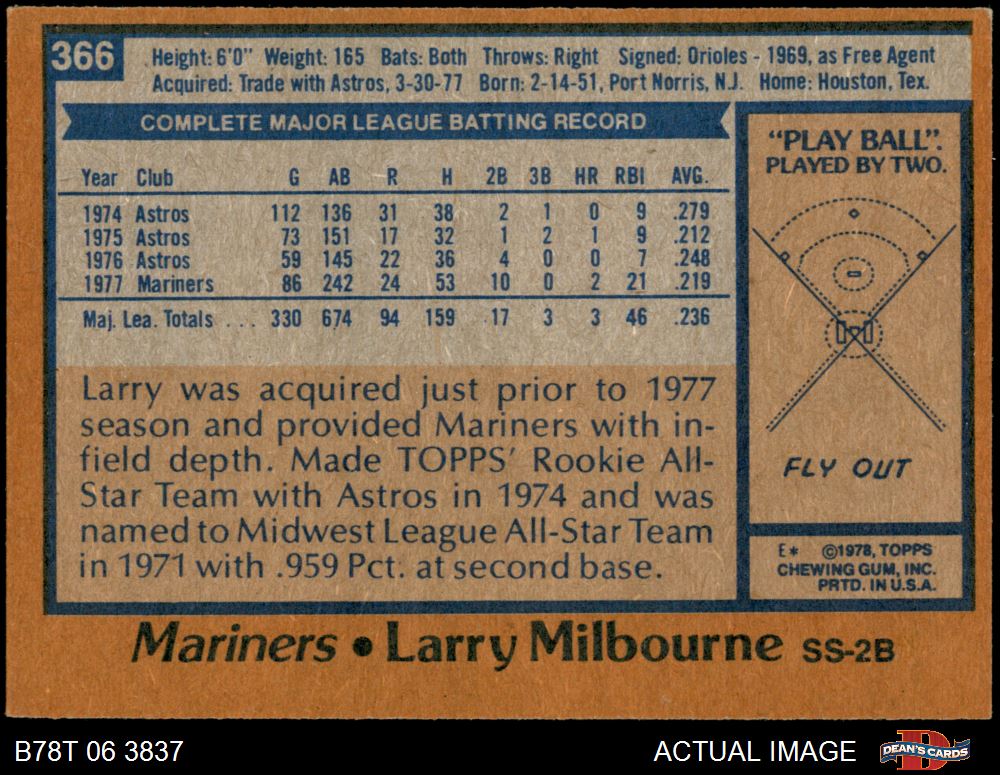 366
Height: 6'0" Weight: 165 Bats: Both Throws: Right Signed: Orioles - 1969, as Free Agent
Acquired: Trade with Astros, 3-30-77 Born: 2-14-51, Port Norris, N.J. Home: Houston, Tex.
COMPLETE MAJOR LEAGUE BATTING RECORD
Year Club G AB R H 2B 3B HR RBI AVG.
1974 Astros 112 136 31 38 2 1 0 9 .279
1975 Astros 73 151 17 32 1 2 1 9 .212
1976 Astros 59 145 22 36 4 0 0 7 .248
1977 Mariners 86 242 24 53 10 0 2 21 .219
Maj. Lea. Totals ... 330 674 94 159 17 3 3 46 .236
Larry was acquired just prior to 1977
season and provided Mariners with in-
field depth. Made TOPPS' Rookie All-
Star Team with Astros in 1974 and was
named to Midwest League All-Star Team
in 1971 with .959 Pct. at second base.
"PLAY BALL".
PLAYED BY TWO.
FLY OUT
E* ©1978, TOPPS
CHEWING GUM, INC.
PRTD. IN U.S.A.
Mariners • Larry Milbourne SS-2B
B78T 06 3837
ACTUAL IMAGE
DEAN'S CARDS